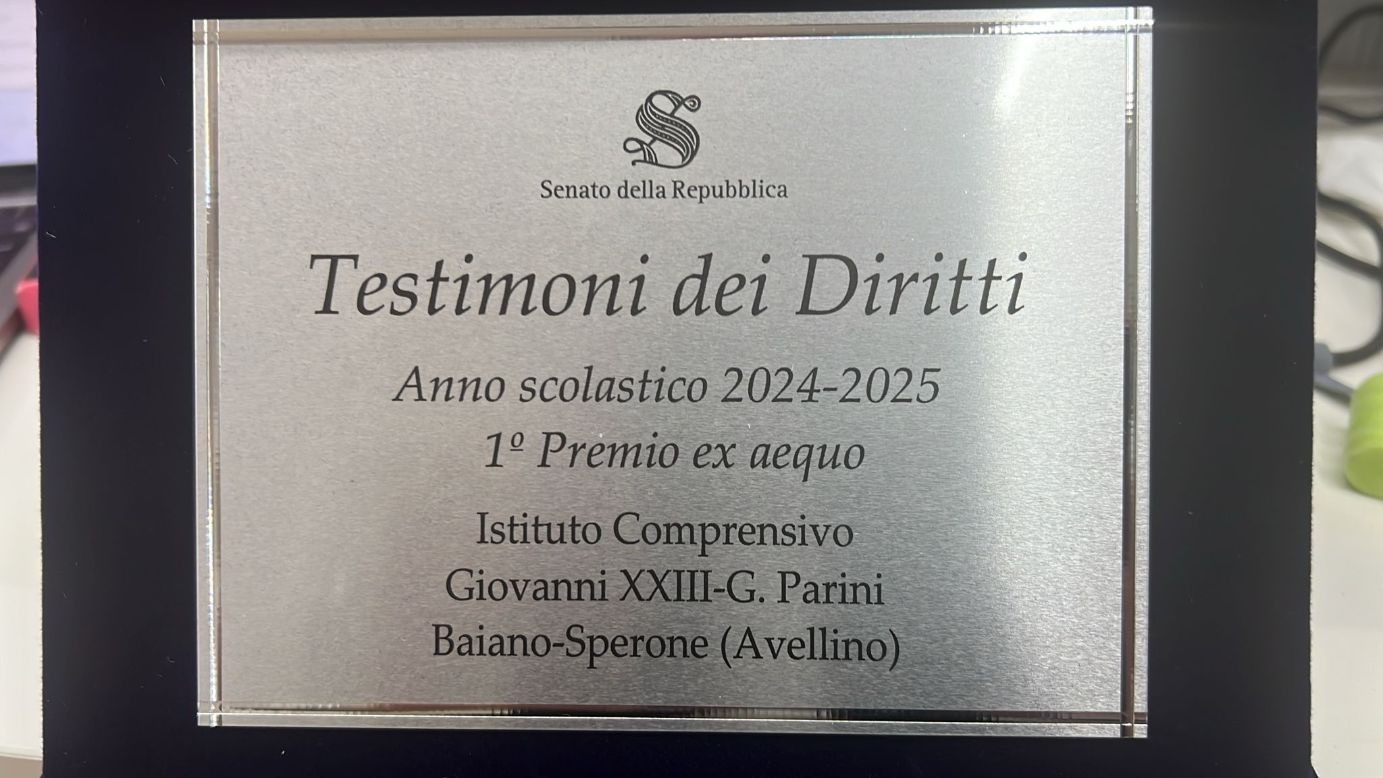 Senato della Repubblica
Testimoni dei Diritti
Anno scolastico 2024-2025
1º Premio ex aequo
Istituto Comprensivo
Giovanni XXIII-G. Parini
Baiano-Sperone (Avellino)